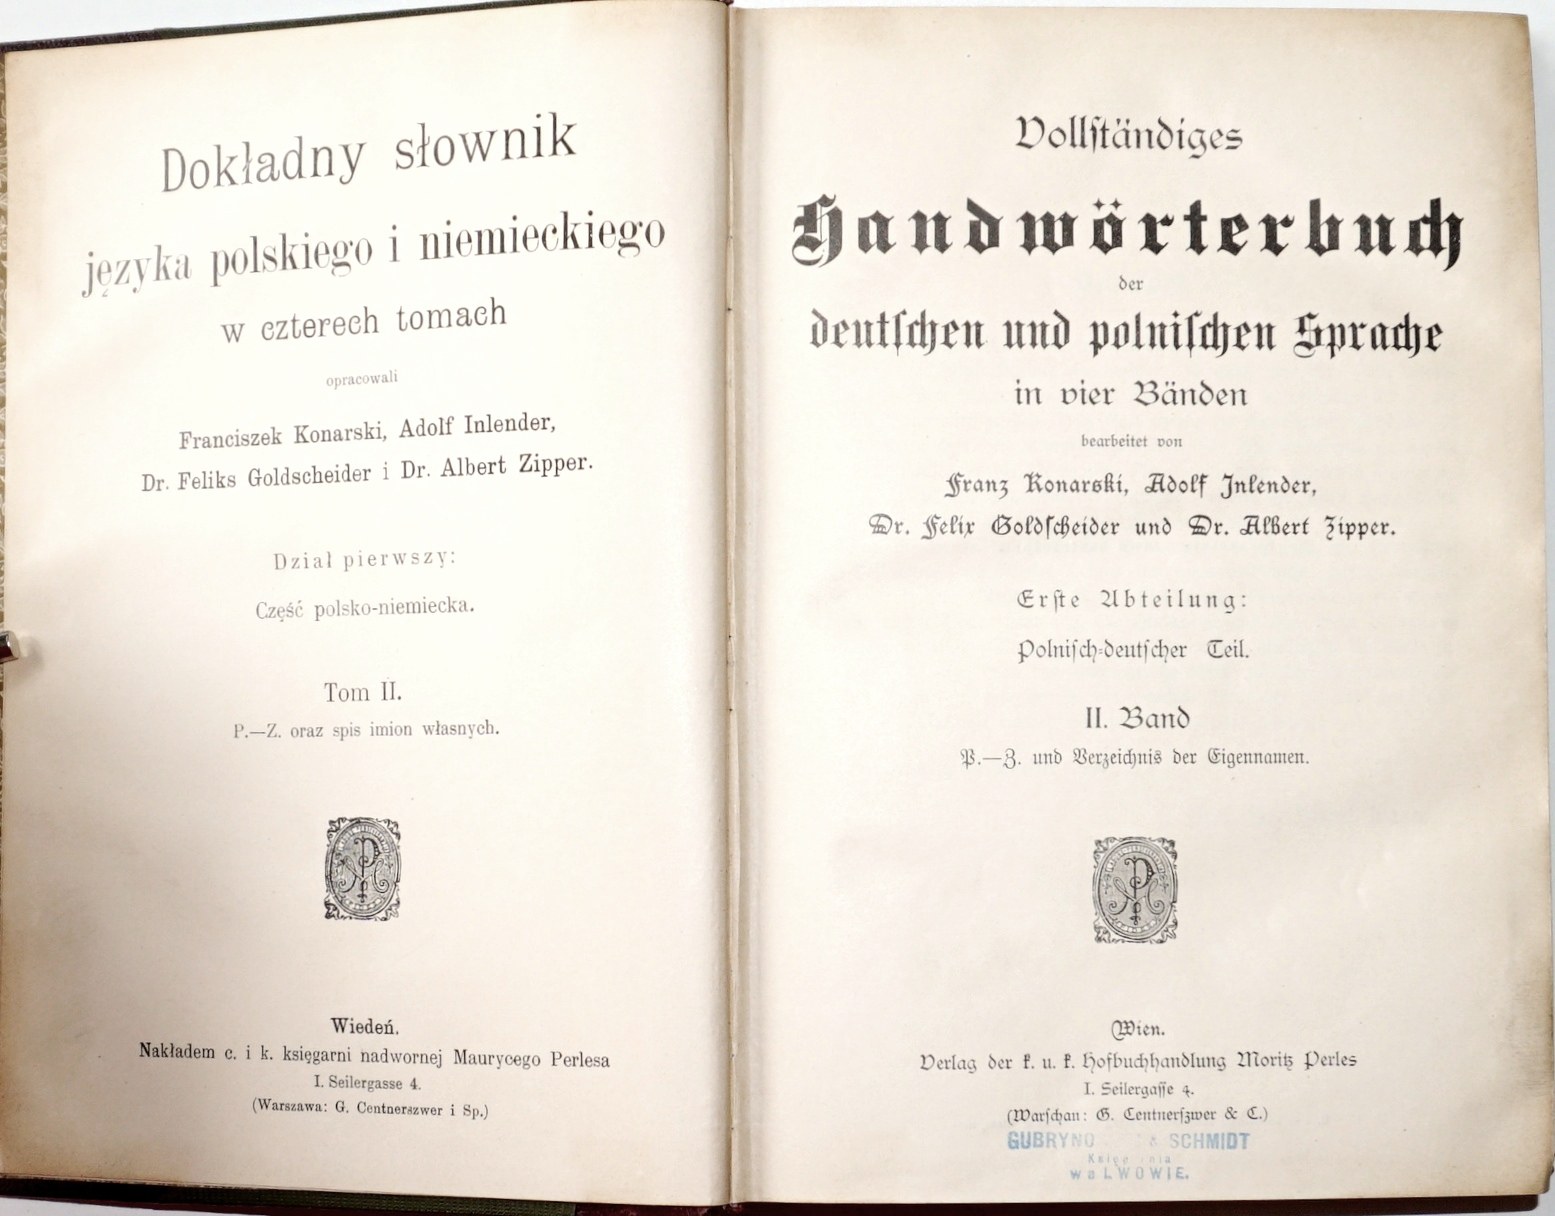 Dokładny słownik
języka polskiego i niemieckiego
w czterech tomach
opracowali
Franciszek Konarski, Adolf Inlender,
Dr. Feliks Goldscheider i Dr. Albert Zipper.
Dział pierwszy:
Część polsko-niemiecka.
Tom II.
P.—Z. oraz spis imion własnych.
Wiedeń.
Nakładem c. i k. księgarni nadwornej Maurycego Perlesa
I. Seilergasse 4.
(Warszawa: G. Centnerszwer i Sp.)
Vollſtändiges
Handwörterbuch
der
deutſchen und polniſchen Sprache
in vier Bänden
bearbeitet von
Franz Konarski, Adolf Inlender,
Dr. Felix Goldſcheider und Dr. Albert Zipper.
Erſte Abteilung:
Polniſch-deutſcher Teil.
II. Band
P.—Z. und Verzeichnis der Eigennamen.
Wien.
Verlag der k. u. k. Hofbuchhandlung Moritz Perles
I. Seilergaſſe 4.
(Warſchau: G. Centnerſzwer & C.)
SCHMIDT
we LWOWIE.